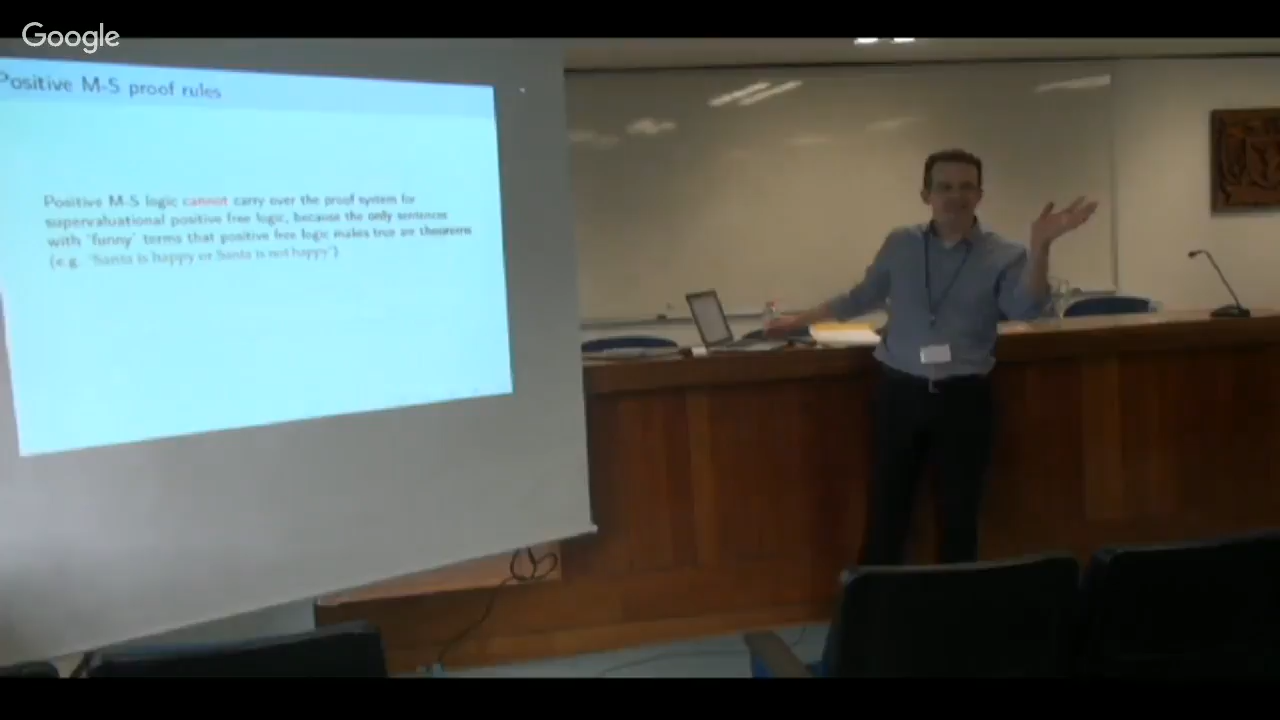 Google
Positive M-S proof rules
Positive M-S logic cannot carry over the proof system for
supervaluational positive free logic, because the only sentences
with 'funny' terms that positive free logic makes true are theorems
(e.g. 'Santa is happy or Santa is not happy')